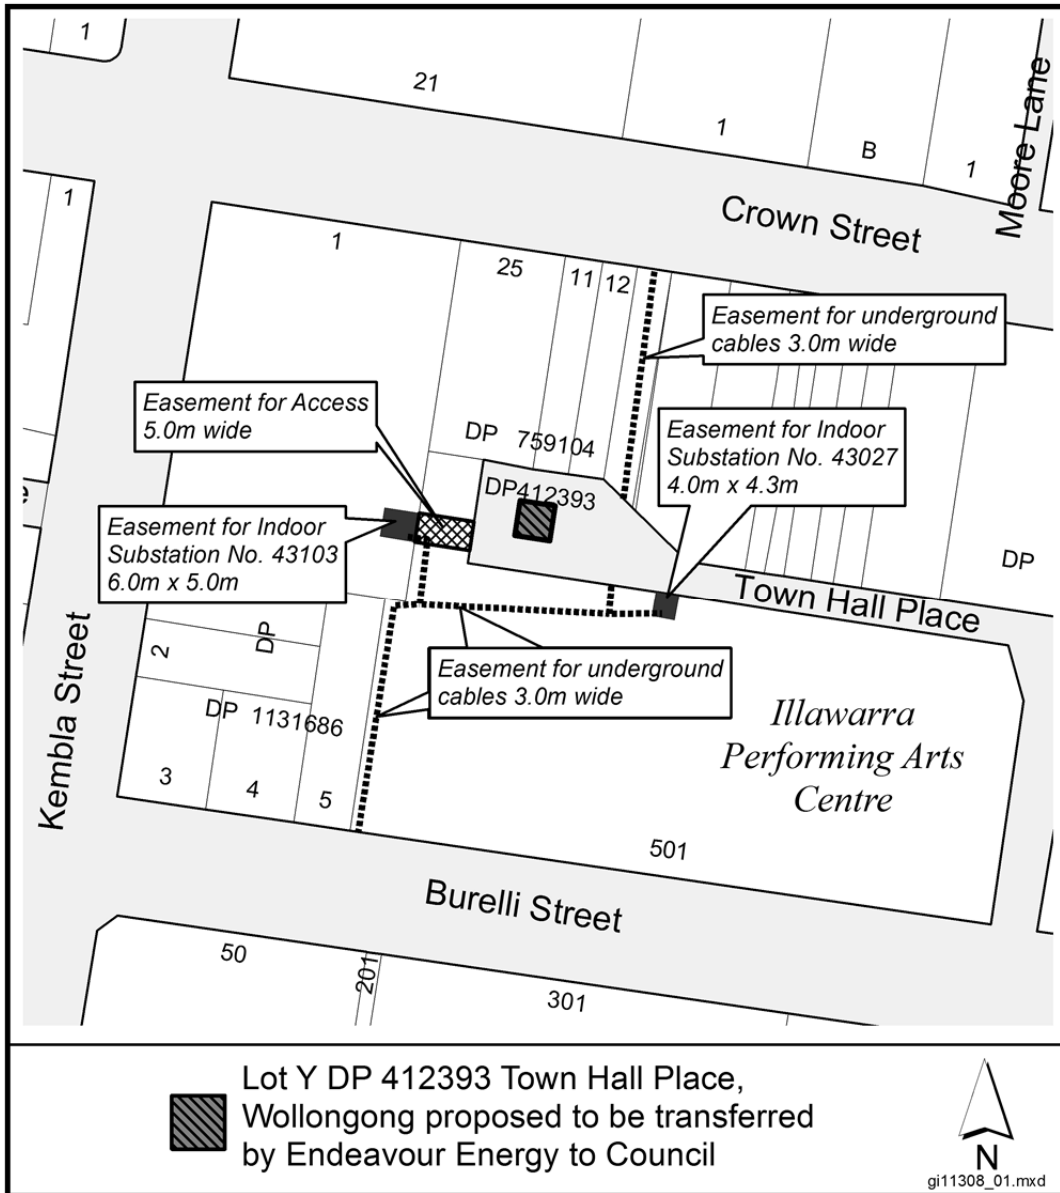 1
21
1
B
1
Moore Lane
Crown Street
1
1
25
11
12
Easement for underground
cables 3.0m wide
Easement for Access
5.0m wide
Easement for Indoor
Substation No. 43027
4.0m x 4.3m
DP 759104
DP412393
Easement for Indoor
Substation No. 43103
6.0m x 5.0m
DP
Town Hall Place
Kembla Street
2
DP
Easement for underground
cables 3.0m wide
DP 1131686
Illawarra
Performing Arts
Centre
3
4
5
501
Burelli Street
50
201
301
Lot Y DP 412393 Town Hall Place,
Wollongong proposed to be transferred
by Endeavour Energy to Council
N
gi11308_01.mxd